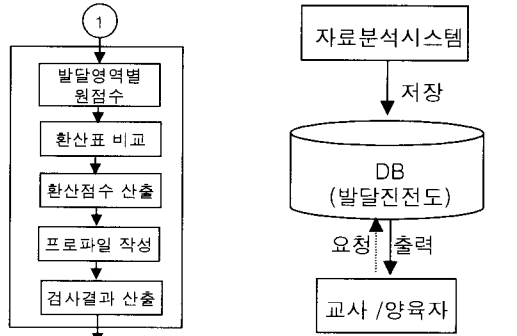 1
발달영역별
원점수
환산표 비교
환산점수 산출
프로파일 작성
검사결과 산출
자료분석시스템
저장
DB
(발달진전도)
요청 출력
교사 /양육자